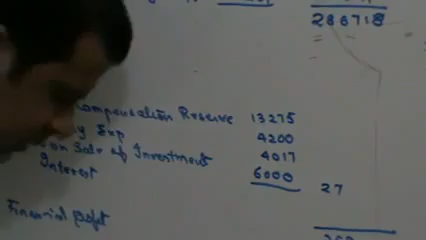 288718
Compensation Reserve 13275
Exp 4200
on Sale of Investment 4017
Interest 6000 27
Financial profit